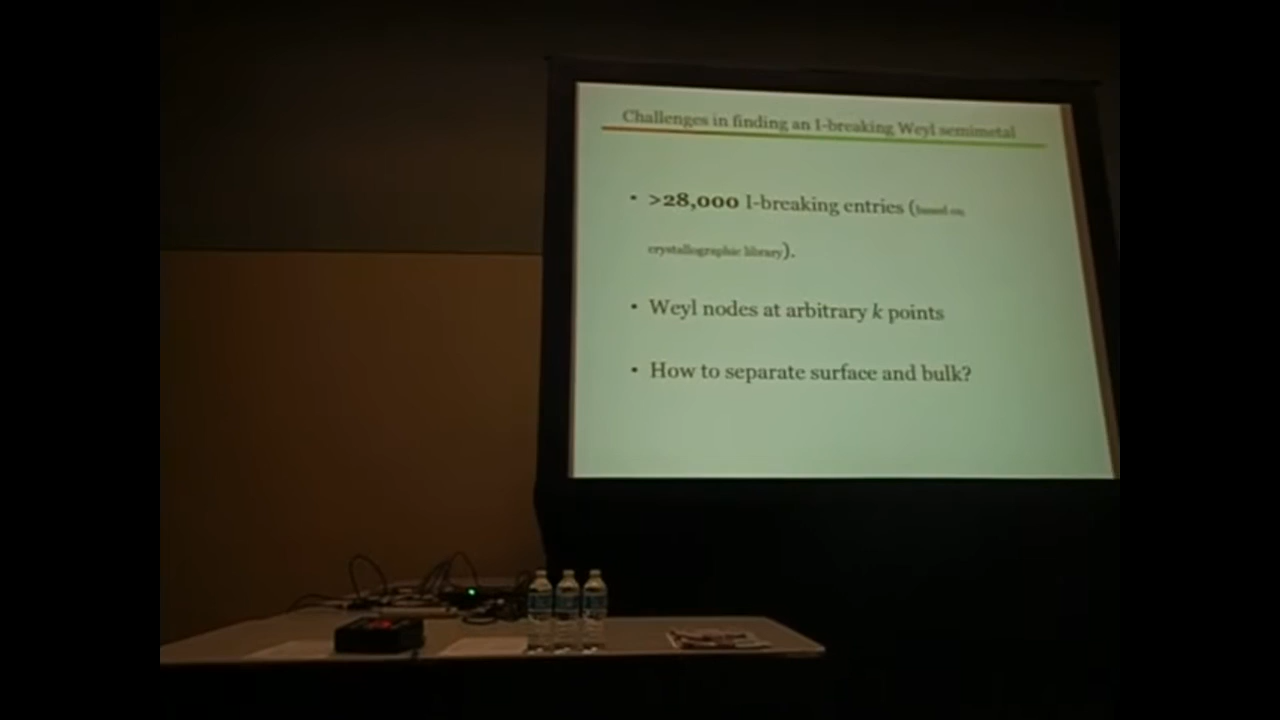 Challenges in finding an I-breaking Weyl semimetal
• >28,000 I-breaking entries (based on
crystallographic library).
• Weyl nodes at arbitrary k points
• How to separate surface and bulk?